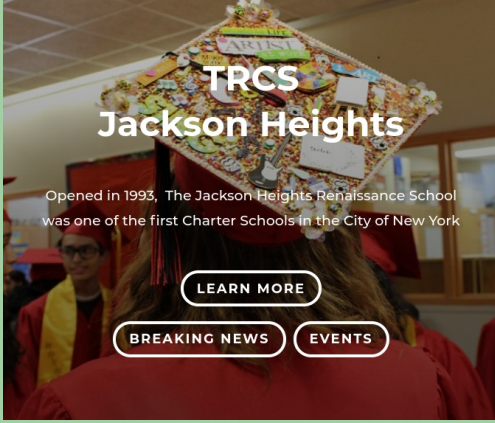 ARTIST
TRCS
Jackson Heights
Opened in 1993, The Jackson Heights Renaissance School
was one of the first Charter Schools in the City of New York
LEARN MORE
BREAKING NEWS
EVENTS